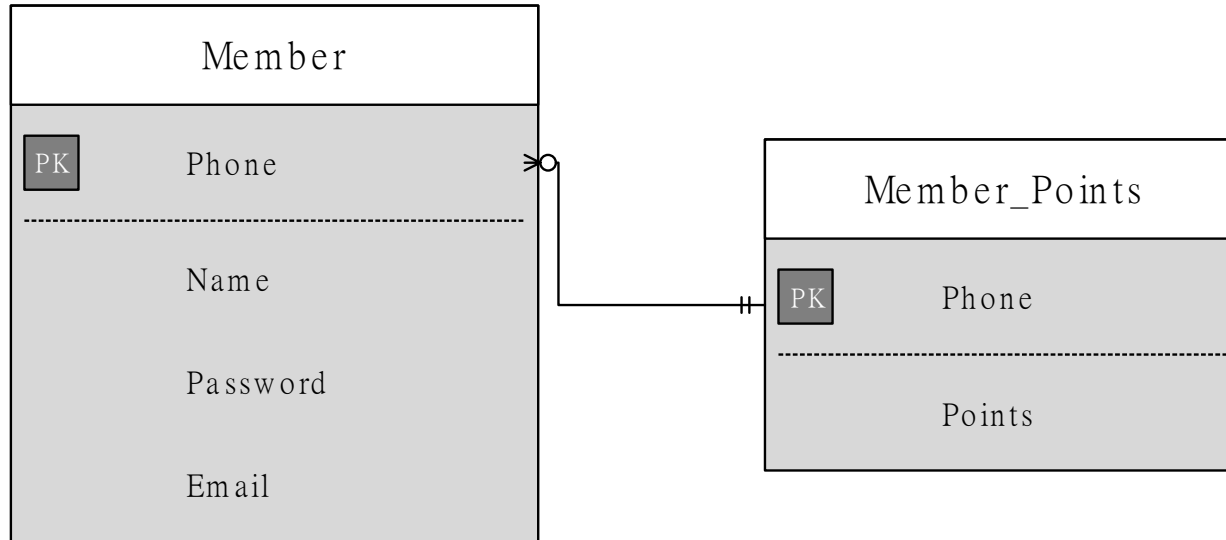 Member
PK Phone
Name
Password
Email
Member_Points
PK Phone
Points